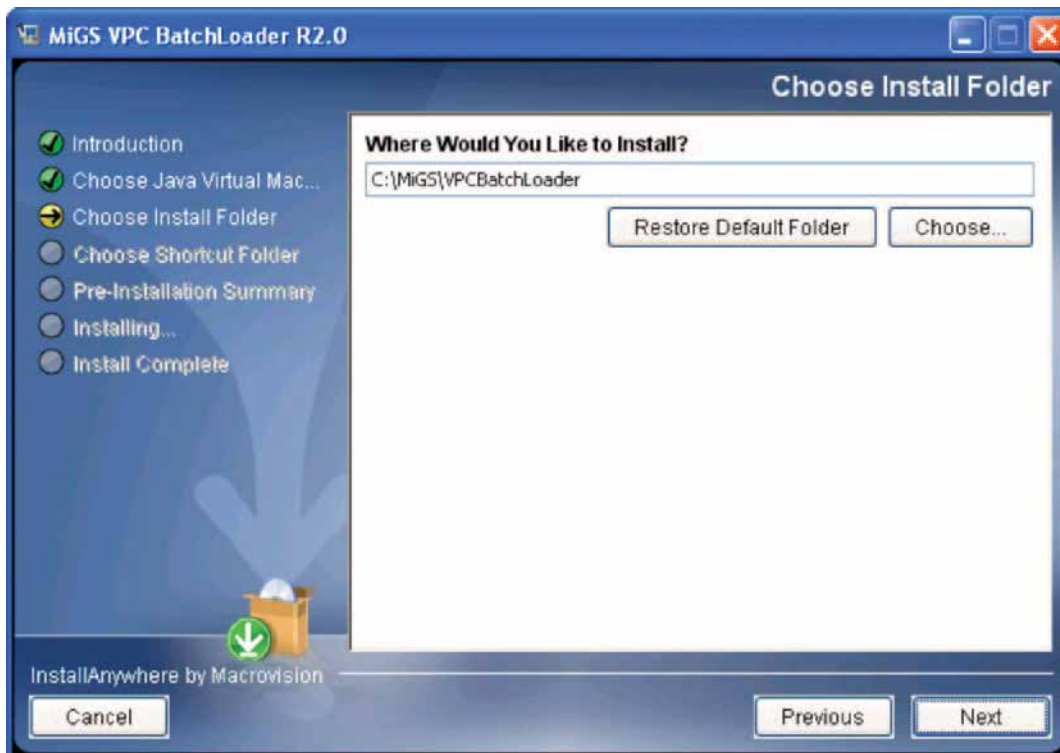 MiGS VPC BatchLoader R2.0
Choose Install Folder
Introduction
Choose Java Virtual Mac...
Choose Install Folder
Choose Shortcut Folder
Pre-Installation Summary
Installing...
Install Complete
Where Would You Like to Install?
C:\MiGS\VPCBatchLoader
Restore Default Folder
Choose...
InstallAnywhere by Macrovision
Cancel
Previous
Next